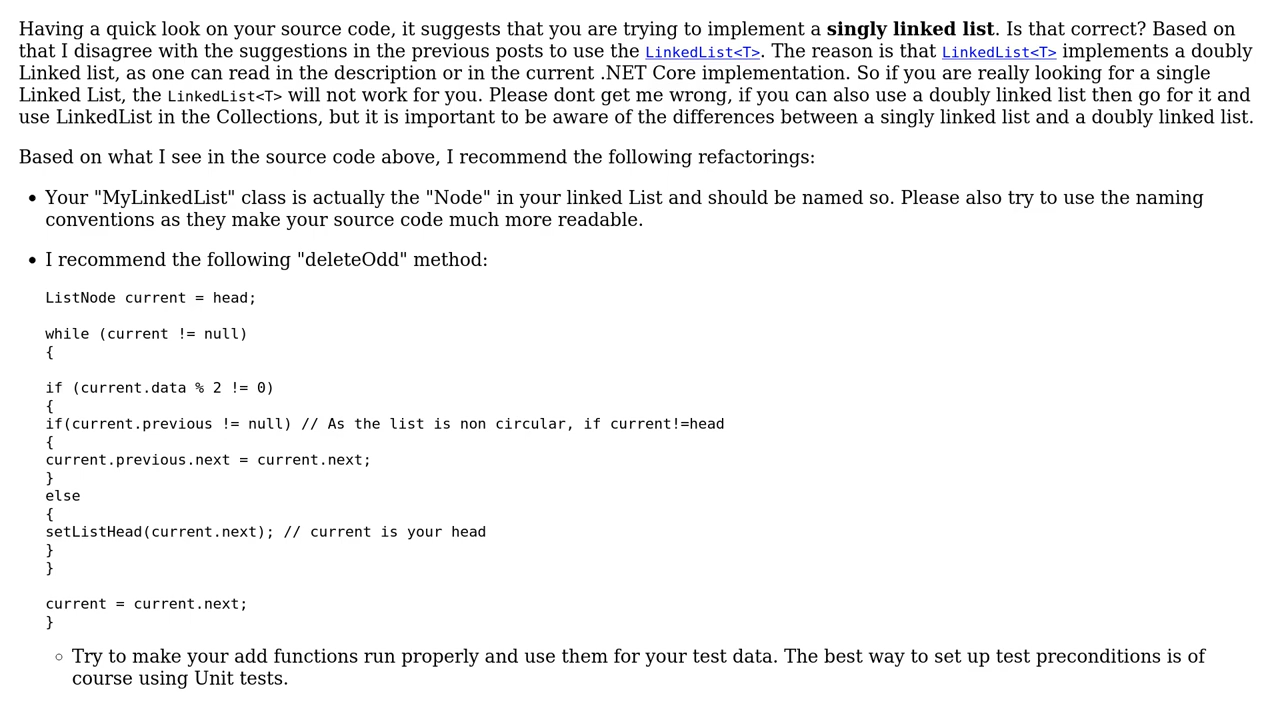 Having a quick look on your source code, it suggests that you are trying to implement a singly linked list. Is that correct? Based on
that I disagree with the suggestions in the previous posts to use the LinkedList<T>. The reason is that LinkedList<T> implements a doubly
Linked list, as one can read in the description or in the current .NET Core implementation. So if you are really looking for a single
Linked List, the LinkedList<T> will not work for you. Please dont get me wrong, if you can also use a doubly linked list then go for it and
use LinkedList in the Collections, but it is important to be aware of the differences between a singly linked list and a doubly linked list.
Based on what I see in the source code above, I recommend the following refactorings:
• Your "MyLinkedList" class is actually the "Node" in your linked List and should be named so. Please also try to use the naming
conventions as they make your source code much more readable.
• I recommend the following "deleteOdd" method:
ListNode current = head;
while (current != null)
{
if (current.data % 2 != 0)
{
if(current.previous != null) // As the list is non circular, if current!=head
{
current.previous.next = current.next;
}
else
{
setListHead(current.next); // current is your head
}
}
current = current.next;
}
◦ Try to make your add functions run properly and use them for your test data. The best way to set up test preconditions is of
course using Unit tests.